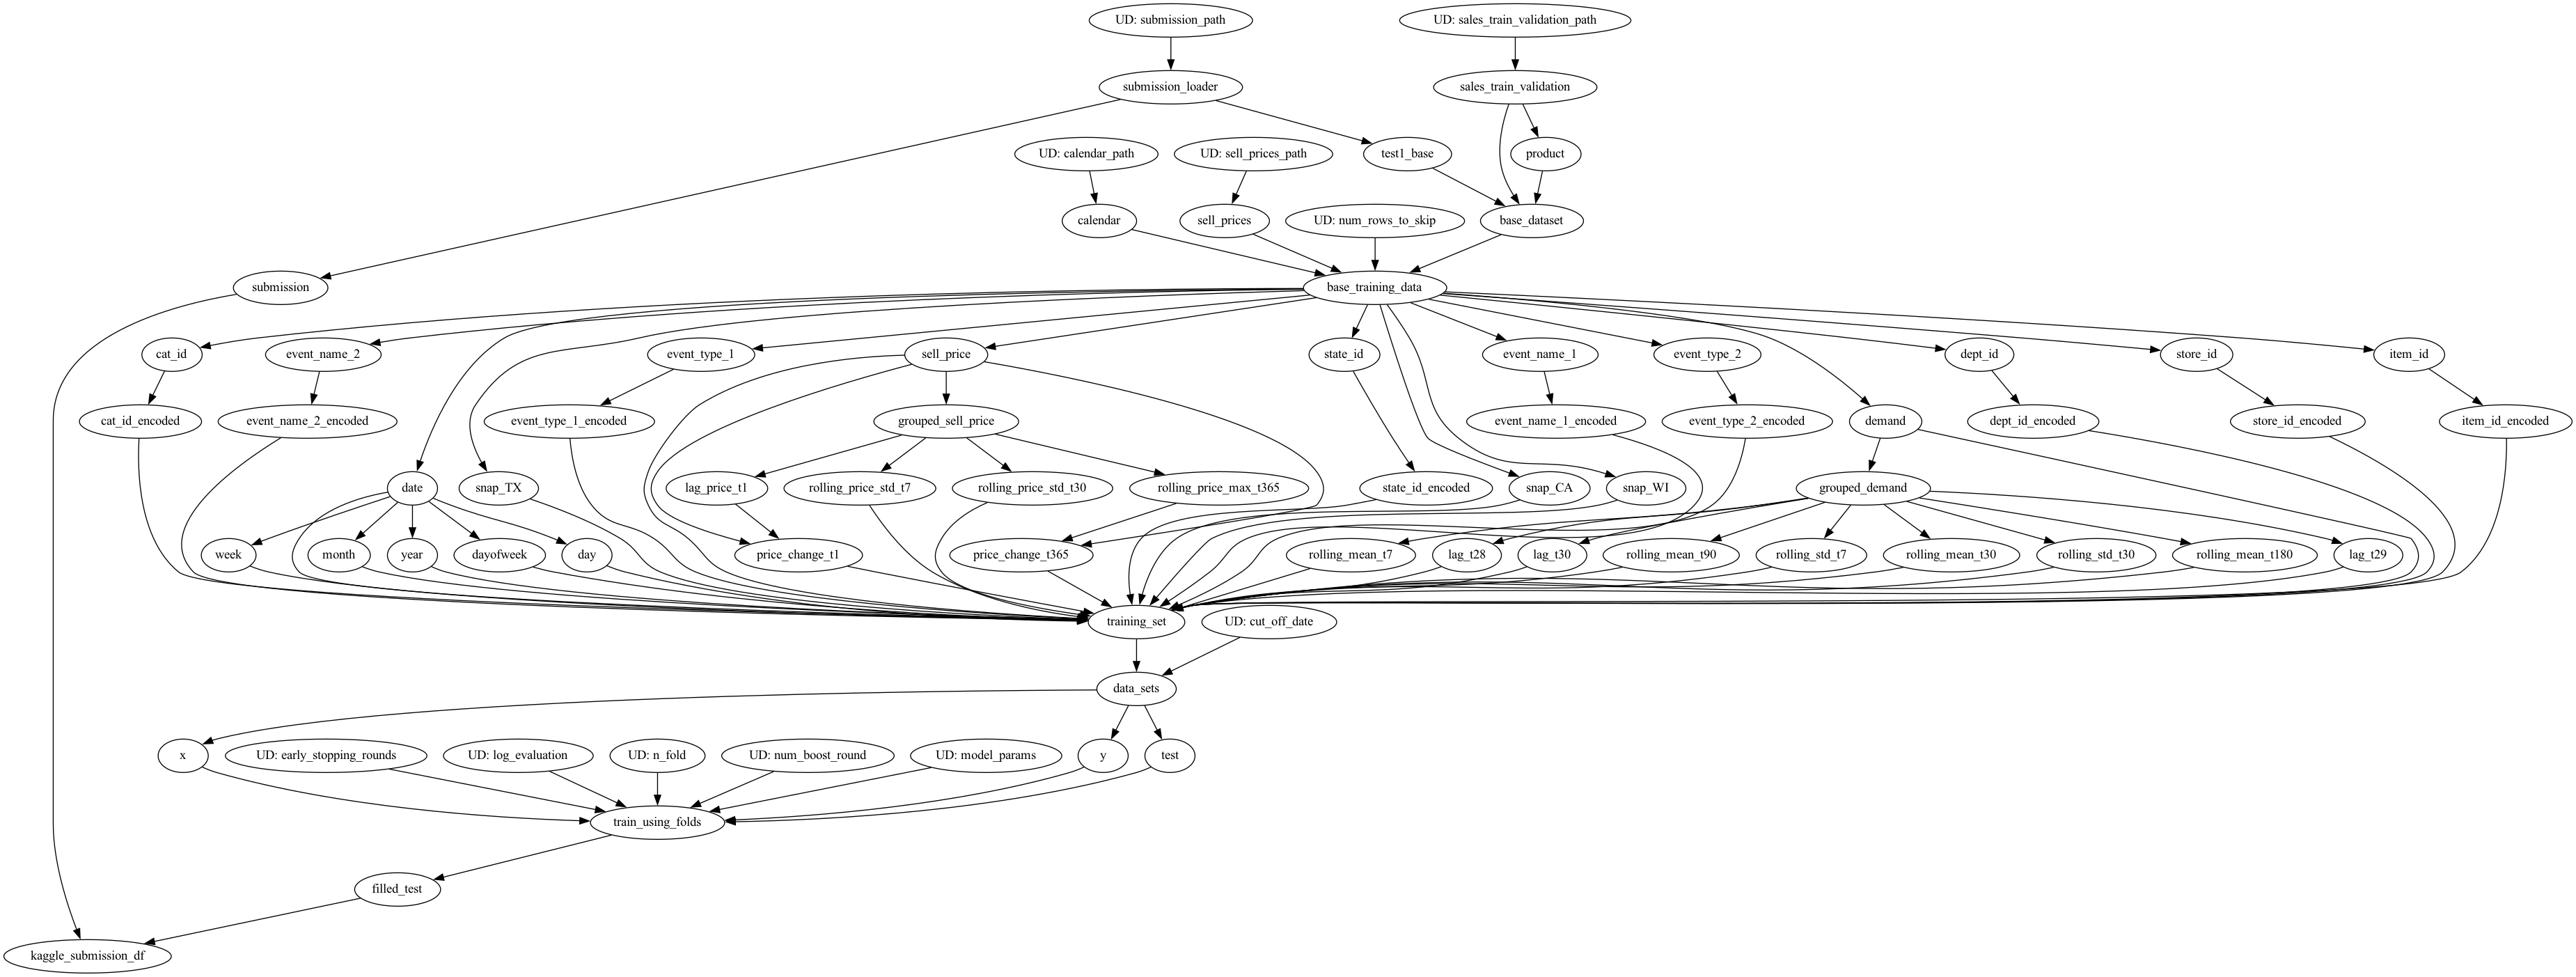 UD: submission_path
UD: sales_train_validation_path
submission_loader
sales_train_validation
UD: calendar_path
UD: sell_prices_path
test1_base
product
calendar
sell_prices
UD: num_rows_to_skip
base_dataset
submission
base_training_data
cat_id
event_name_2
event_type_1
sell_price
state_id
event_name_1
event_type_2
dept_id
store_id
item_id
cat_id_encoded
event_name_2_encoded
event_type_1_encoded
grouped_sell_price
event_name_1_encoded
event_type_2_encoded
demand
dept_id_encoded
store_id_encoded
item_id_encoded
date
snap_TX
lag_price_t1
rolling_price_std_t7
rolling_price_std_t30
rolling_price_max_t365
state_id_encoded
snap_CA
snap_WI
grouped_demand
week
month
year
dayofweek
day
price_change_t1
price_change_t365
rolling_mean_t7
lag_t28
lag_t30
rolling_mean_t90
rolling_std_t7
rolling_mean_t30
rolling_std_t30
rolling_mean_t180
lag_t29
training_set
UD: cut_off_date
data_sets
x
UD: early_stopping_rounds
UD: log_evaluation
UD: n_fold
UD: num_boost_round
UD: model_params
y
test
train_using_folds
filled_test
kaggle_submission_df